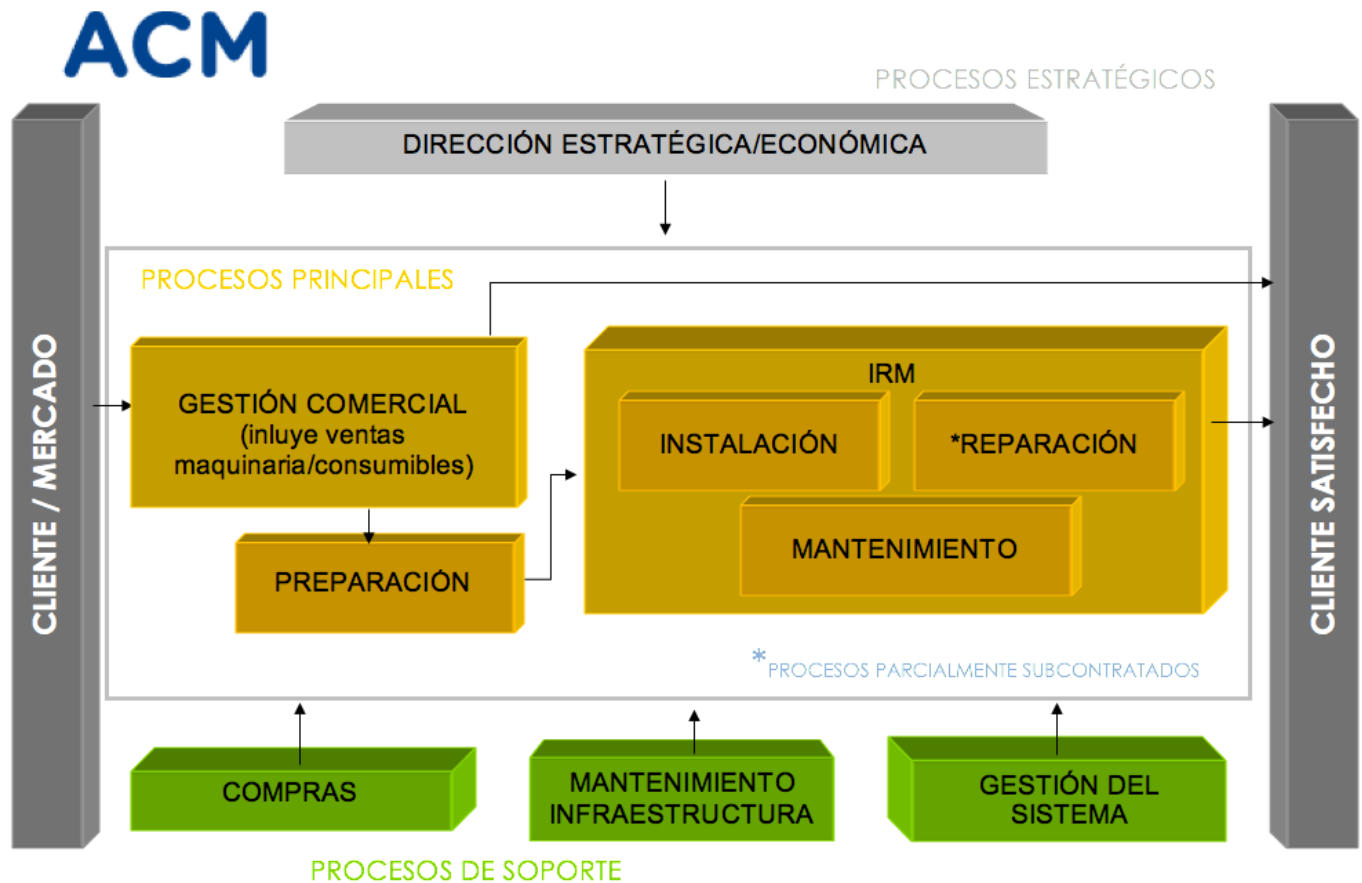 ACM
PROCESOS ESTRATÉGICOS
DIRECCIÓN ESTRATÉGICA/ECONÓMICA
CLIENTE / MERCADO
PROCESOS PRINCIPALES
GESTIÓN COMERCIAL
(inluye ventas
maquinaria/consumibles)
PREPARACIÓN
IRM
INSTALACIÓN
*REPARACIÓN
MANTENIMIENTO
*PROCESOS PARCIALMENTE SUBCONTRATADOS
CLIENTE SATISFECHO
COMPRAS
MANTENIMIENTO
INFRAESTRUCTURA
GESTIÓN DEL
SISTEMA
PROCESOS DE SOPORTE